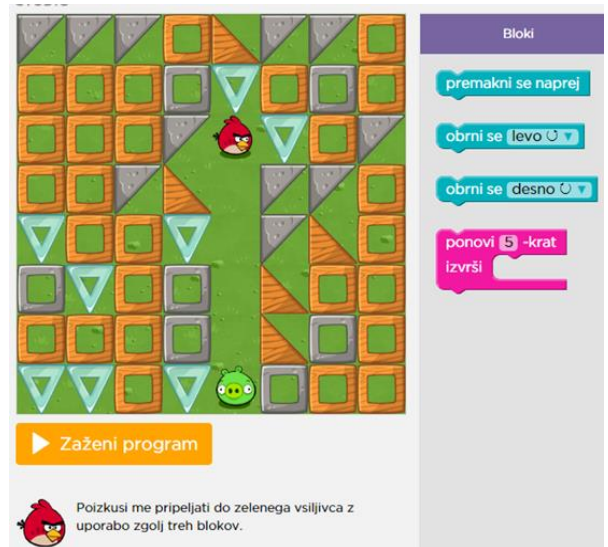 Bloki
premakni se naprej
obrni se levo ↺ ▼
obrni se desno ↻ ▼
ponovi 5 -krat
izvrši
Zaženi program
Poizkusi me pripeljati do zelenega vsiljivca z
uporabo zgolj treh blokov.